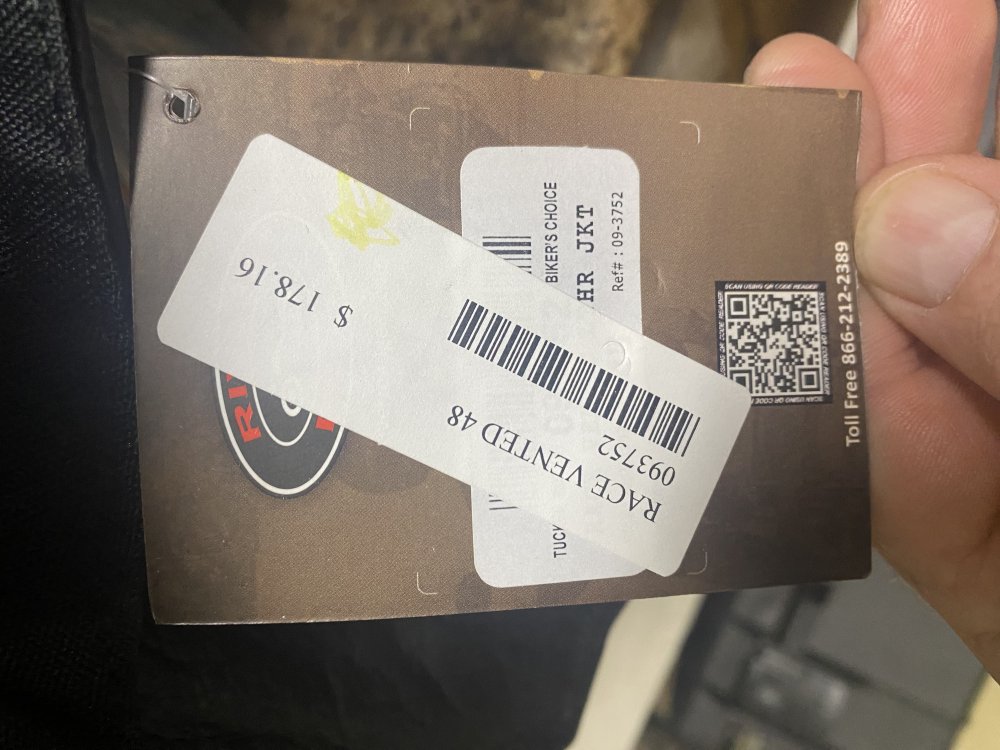 $ 178.16
093752
RACE VENTED 48
BIKER'S CHOICE
HR JKT
Ref# : 09-3752
SCAN USING QR CODE READER
Toll Free 866-212-2389